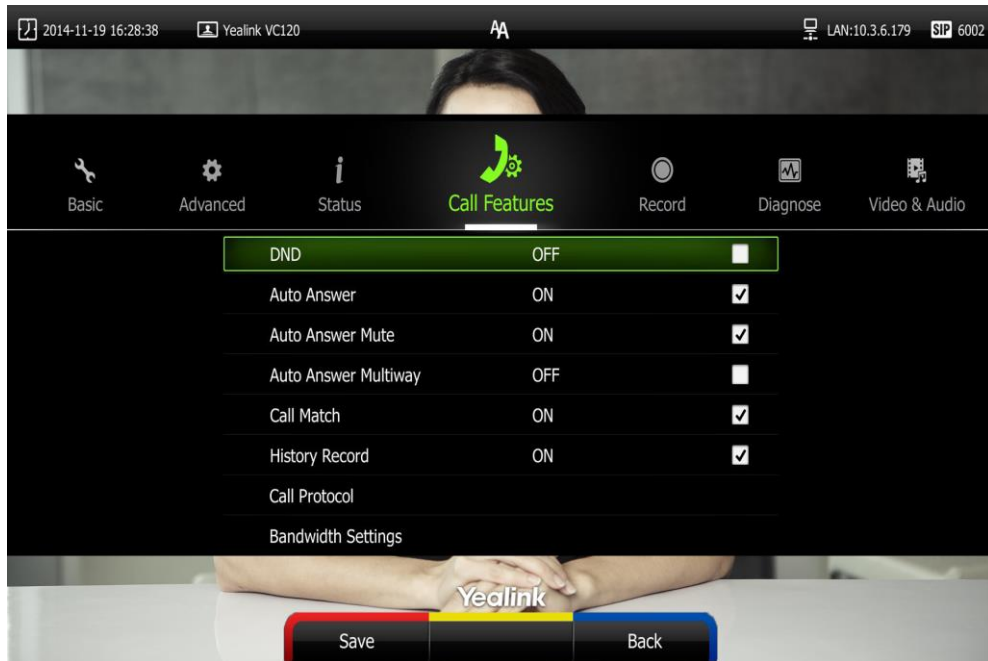 2014-11-19 16:28:38 Yealink VC120 AA LAN:10.3.6.179 SIP 6002
Basic Advanced Status Call Features Record Diagnose Video & Audio
DND OFF
Auto Answer ON
Auto Answer Mute ON
Auto Answer Multiway OFF
Call Match ON
History Record ON
Call Protocol
Bandwidth Settings
Yealink
Save Back